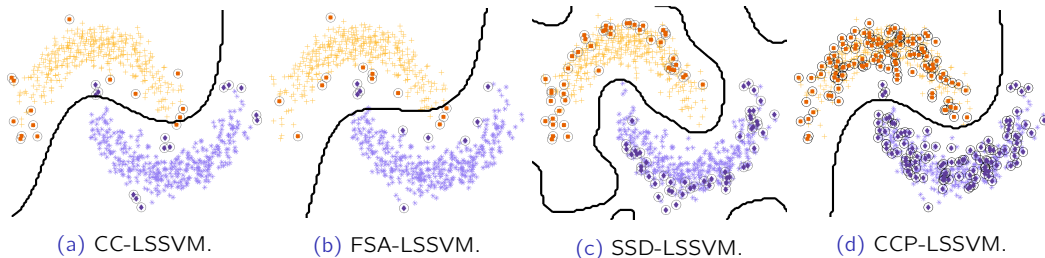 (a) CC-LSSVM.
(b) FSA-LSSVM.
(c) SSD-LSSVM.
(d) CCP-LSSVM.